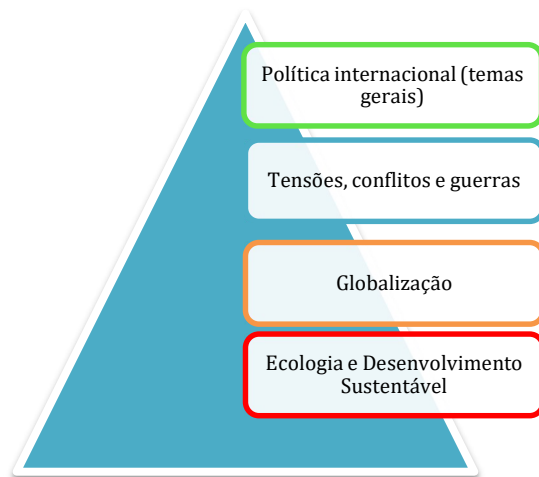 Política internacional (temas
gerais)
Tensões, conflitos e guerras
Globalização
Ecologia e Desenvolvimento
Sustentável